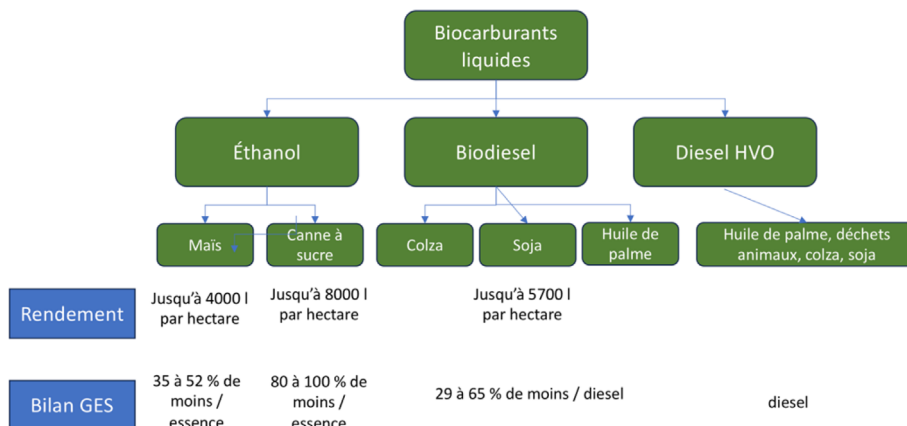 Biocarburants
liquides
Éthanol
Biodiesel
Diesel HVO
Maïs
Canne à
sucre
Colza
Soja
Huile de
palme
Huile de palme, déchets
animaux, colza, soja
Rendement
Jusqu'à 4000 l
par hectare
Jusqu'à 8000 l
par hectare
Jusqu'à 5700 l
par hectare
Bilan GES
35 à 52 % de
moins /
essence
80 à 100 % de
moins /
essence
29 à 65 % de moins / diesel
diesel